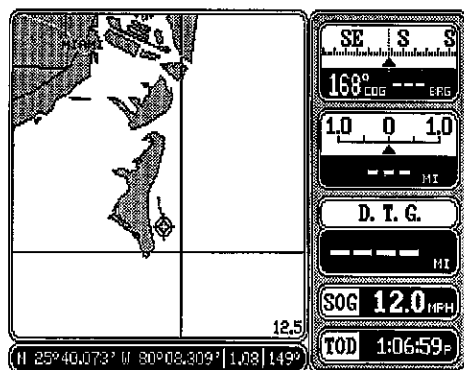 MIAMI
12.5
N 25°40.073' W 80°08.309' 1.08 149°
SE S S
168° COG --- BRG
1.0 0 1.0
--- MI
D. T. G.
---- MI
SOG 12.0 MPH
TOD 1:06:59P